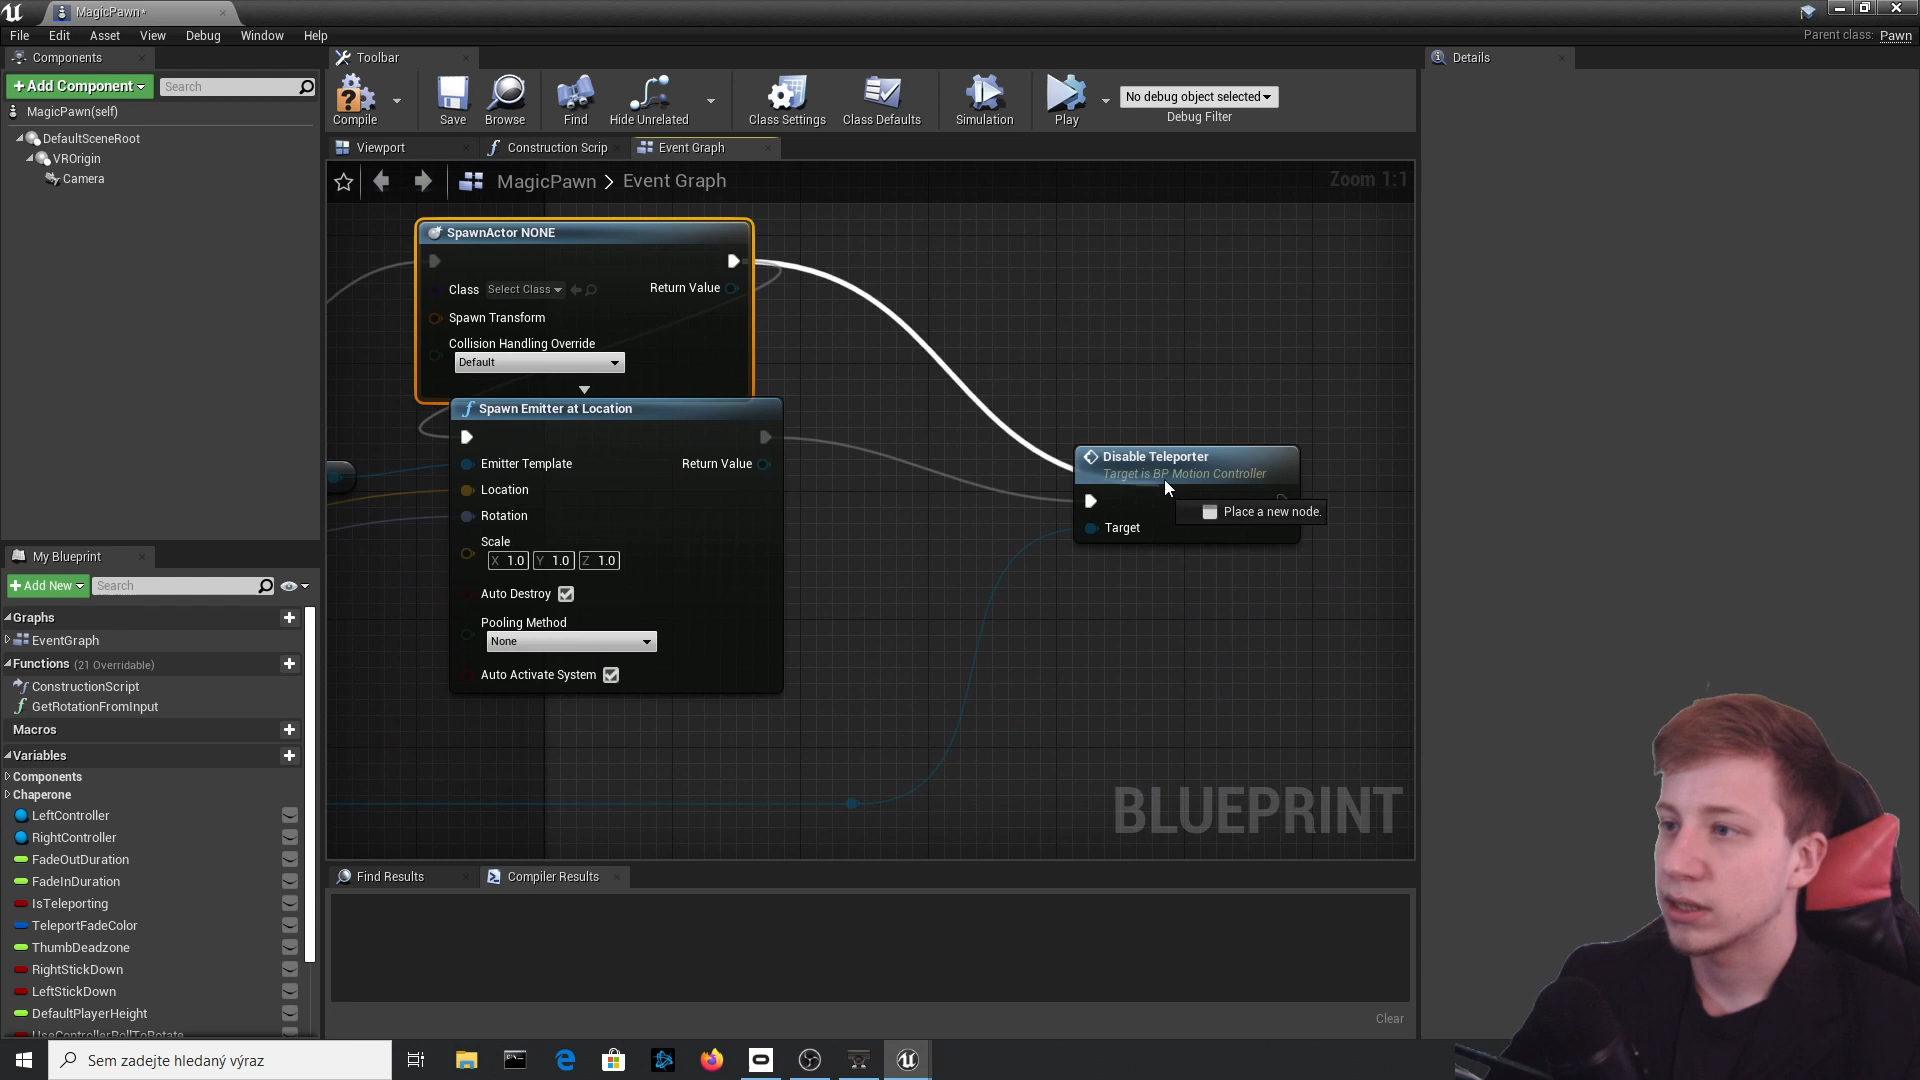 MagicPawn*
File Edit Asset View Debug Window Help
Parent class: Pawn
Components
Toolbar
Details
+Add Component
Search
MagicPawn(self)
DefaultSceneRoot
VROrigin
Camera
Compile
Save
Browse
Find
Hide Unrelated
Class Settings
Class Defaults
Simulation
Play
No debug object selected
Debug Filter
Viewport
Construction Scrip
Event Graph
MagicPawn > Event Graph
Zoom 1:1
SpawnActor NONE
Class Select Class
Return Value
Spawn Transform
Collision Handling Override
Default
Spawn Emitter at Location
Emitter Template
Return Value
Location
Rotation
Scale
X 1.0 Y 1.0 Z 1.0
Auto Destroy
Pooling Method
None
Auto Activate System
Disable Teleporter
Target is BP Motion Controller
Place a new node.
Target
BLUEPRINT
My Blueprint
+Add New
Search
Graphs
EventGraph
Functions (21 Overridable)
ConstructionScript
GetRotationFromInput
Macros
Variables
Components
Chaperone
LeftController
RightController
FadeOutDuration
FadeInDuration
IsTeleporting
TeleportFadeColor
ThumbDeadzone
RightStickDown
LeftStickDown
DefaultPlayerHeight
UseControllerRollToRotate
Find Results
Compiler Results
Clear
Sem zadejte hledaný výraz